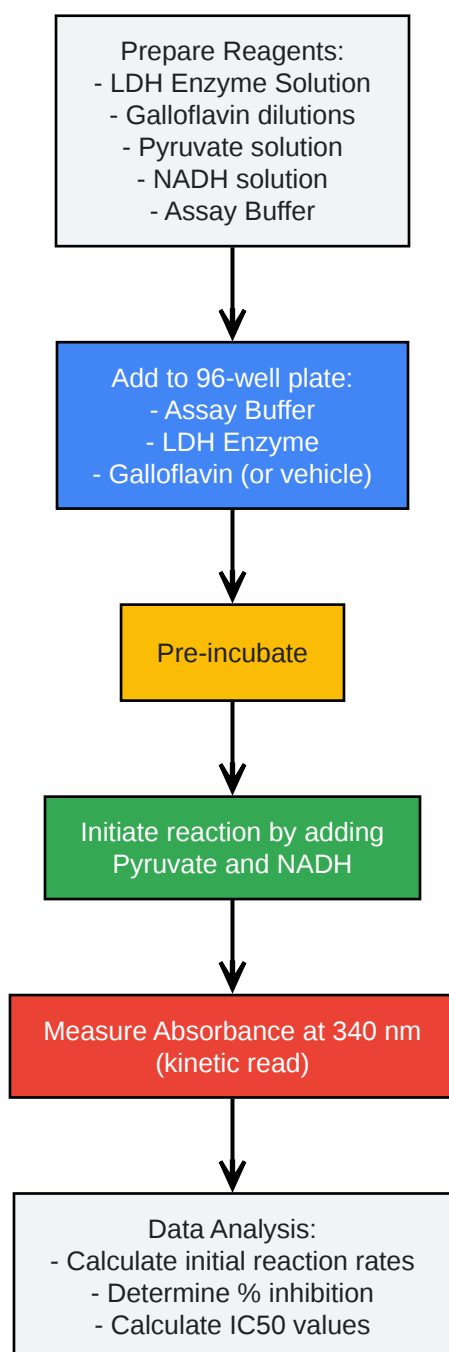 Prepare Reagents:
- LDH Enzyme Solution
- Galloflavin dilutions
- Pyruvate solution
- NADH solution
- Assay Buffer
Add to 96-well plate:
- Assay Buffer
- LDH Enzyme
- Galloflavin (or vehicle)
Pre-incubate
Initiate reaction by adding
Pyruvate and NADH
Measure Absorbance at 340 nm
(kinetic read)
Data Analysis:
- Calculate initial reaction rates
- Determine % inhibition
- Calculate IC50 values